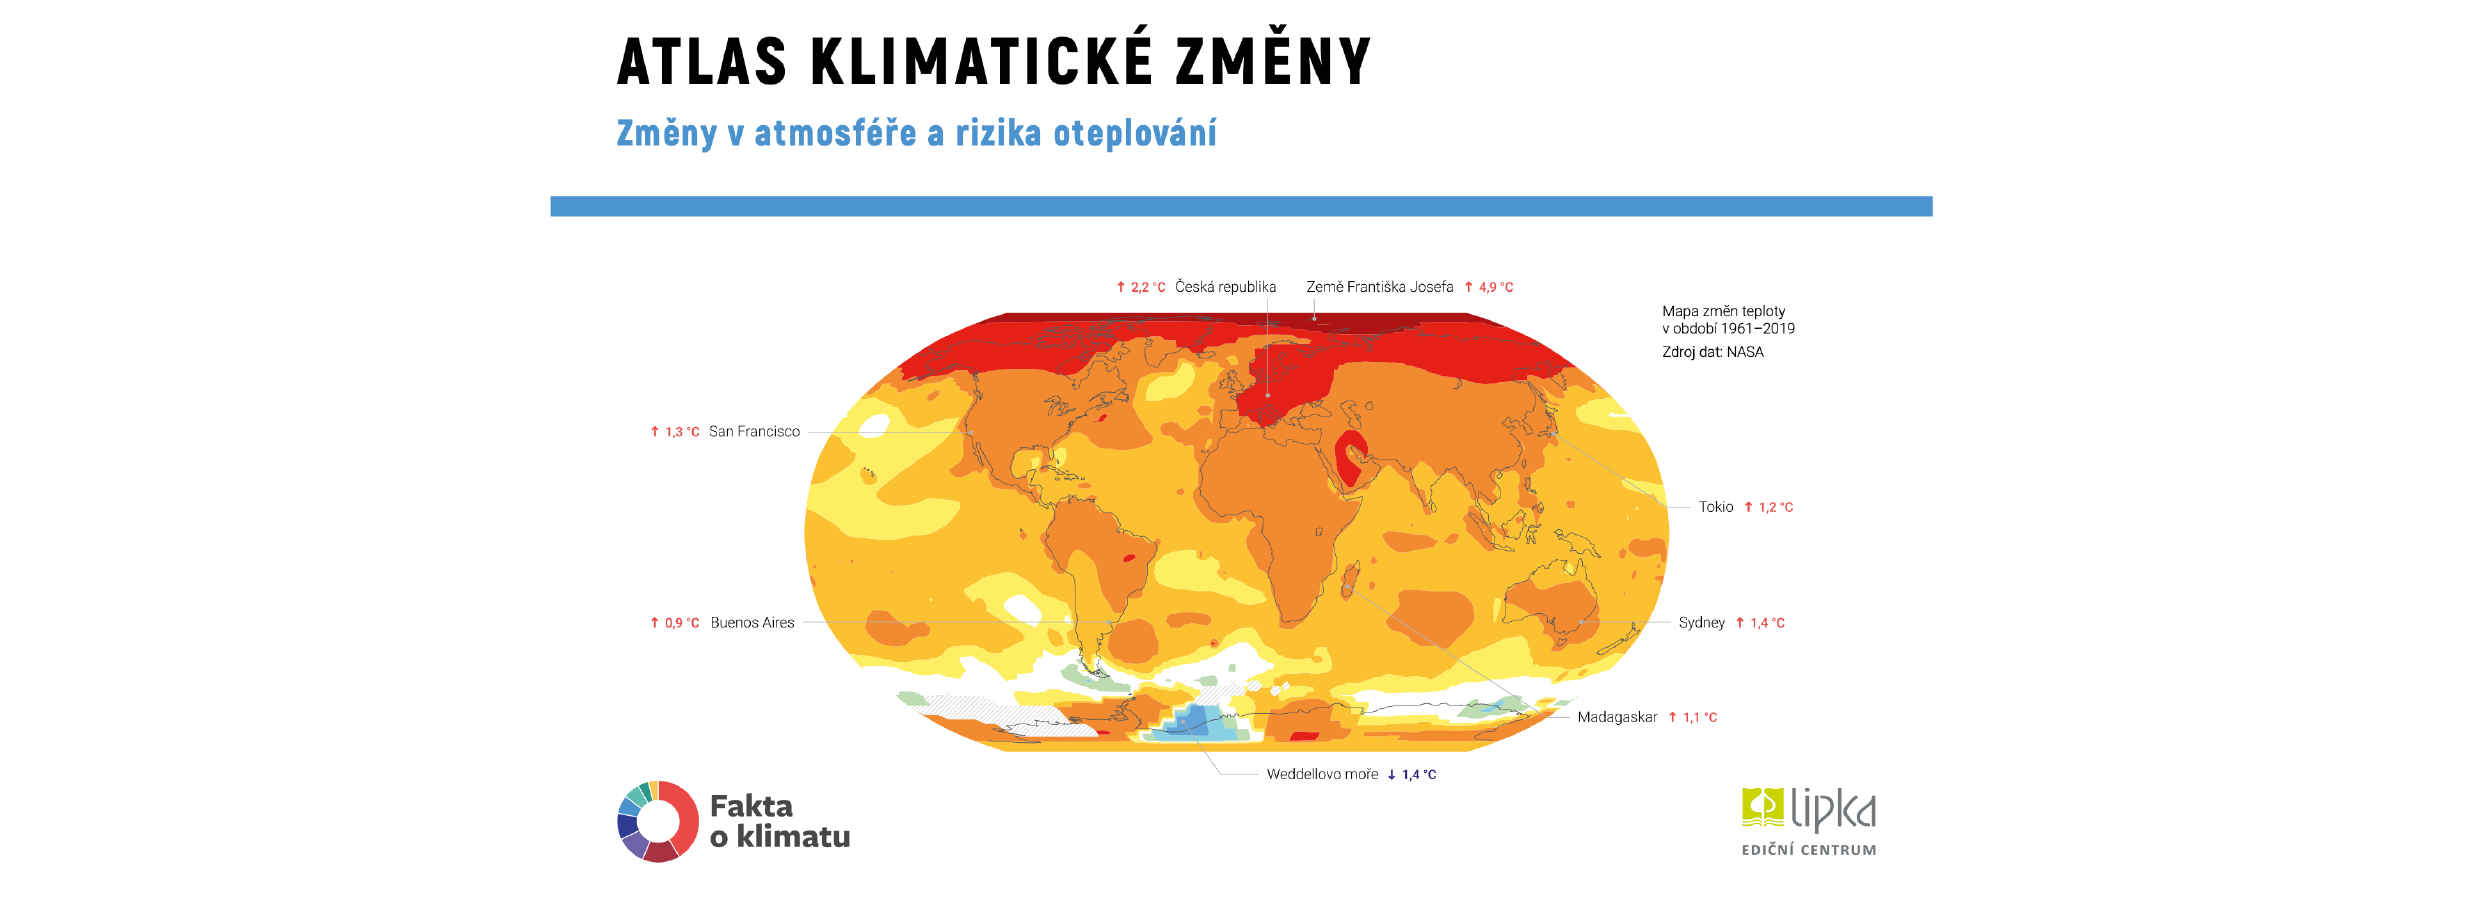 ATLAS KLIMATICKÉ ZMĚNY
Změny v atmosféře a rizika oteplování
↑ 2,2 °C Česká republika
Země Františka Josefa ↑ 4,9 °C
Mapa změn teploty
v období 1961–2019
Zdroj dat: NASA
↑ 1,3 °C San Francisco
Tokio ↑ 1,2 °C
↑ 0,9 °C Buenos Aires
Sydney ↑ 1,4 °C
Madagaskar ↑ 1,1 °C
Weddellovo moře ↓ 1,4 °C
Fakta
o klimatu
lipka
EDIČNÍ CENTRUM